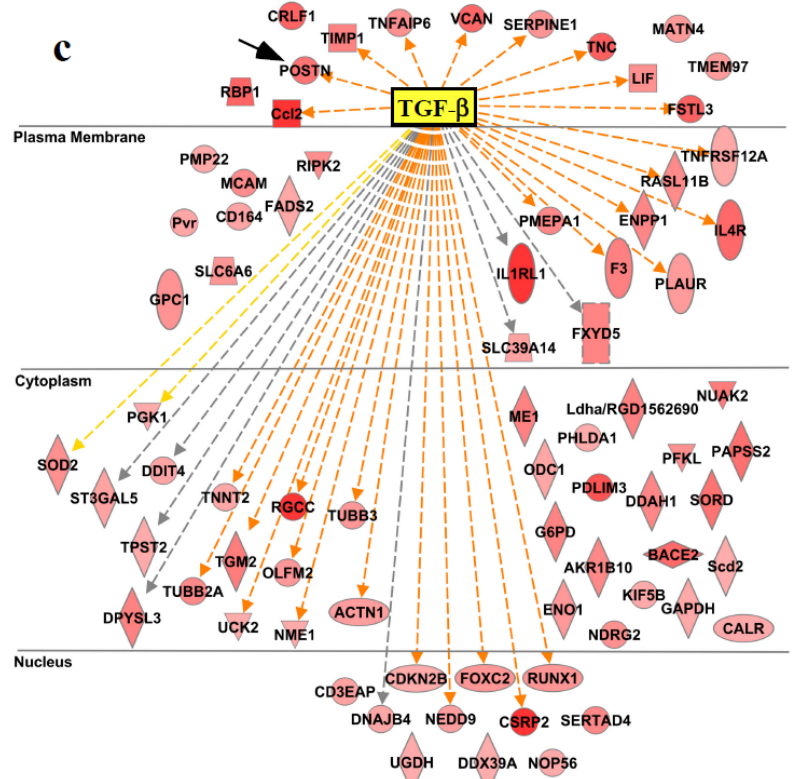 c
CRLF1
TIMP1
TNFAIP6
VCAN
SERPINE1
MATN4
TNC
POSTN
TMEM97
RBP1
LIF
Ccl2
TGF-β
FSTL3
Plasma Membrane
PMP22
RIPK2
TNFRSF12A
MCAM
RASL11B
FADS2
Pvr
CD164
PMEPA1
ENPP1
IL4R
SLC6A6
IL1RL1
F3
GPC1
PLAUR
FXYD5
SLC39A14
Cytoplasm
PGK1
ME1
Ldha/RGD1562690
NUAK2
PHLDA1
SOD2
DDIT4
ODC1
PFKL
PAPSS2
ST3GAL5
TNNT2
RGCC
TUBB3
PDLIM3
DDAH1
SORD
G6PD
TPST2
TGM2
BACE2
OLFM2
AKR1B10
Scd2
TUBB2A
KIF5B
DPYSL3
ACTN1
ENO1
GAPDH
UCK2
NME1
NDRG2
CALR
Nucleus
CD3EAP
CDKN2B
FOXC2
RUNX1
DNAJB4
NEDD9
CSRP2
SERTAD4
UGDH
DDX39A
NOP56